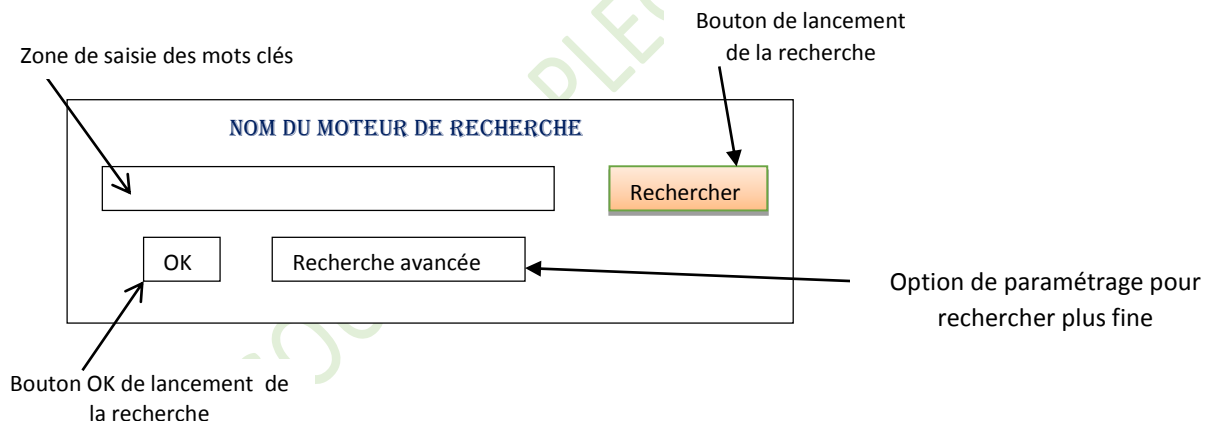 Bouton de lancement
de la recherche
Zone de saisie des mots clés
NOM DU MOTEUR DE RECHERCHE
Rechercher
OK
Recherche avancée
Option de paramétrage pour
rechercher plus fine
Bouton OK de lancement de
la recherche